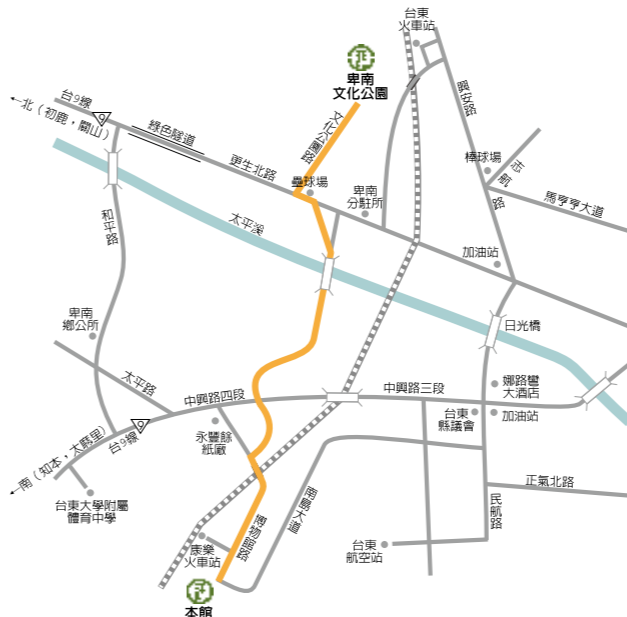 台東
火車站
卑南
文化公園
台9線
←北（初鹿，關山）
綠色隧道
更生北路
文化公園路
壘球場
卑南
分駐所
興安路
棒球場
志航路
馬亨亨大道
和平路
太平溪
加油站
卑南
鄉公所
日光橋
太平路
中興路四段
中興路三段
娜路彎
大酒店
台東
縣議會
加油站
永豐餘
紙廠
台9線
←南（知本，太麻里）
台東大學附屬
體育中學
南島大道
博物館路
正氣北路
民航路
康樂
火車站
台東
航空站
本館